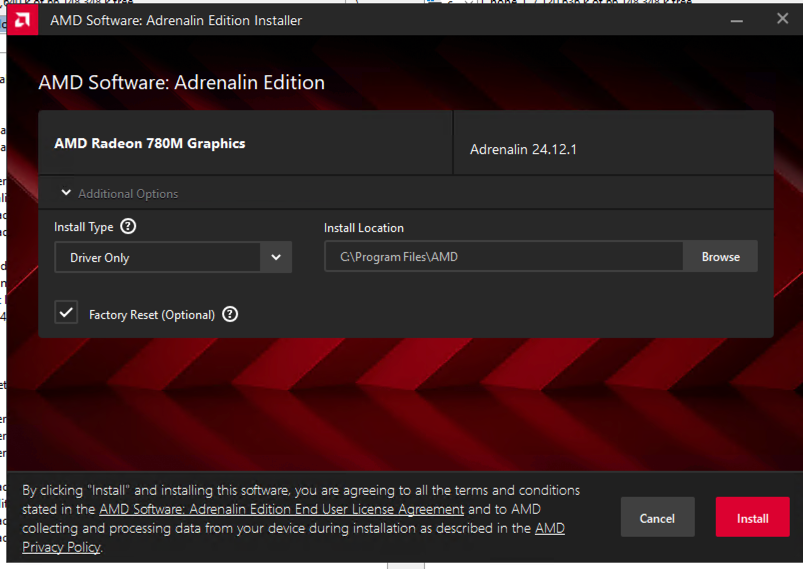 AMD Software: Adrenalin Edition Installer
AMD Software: Adrenalin Edition
AMD Radeon 780M Graphics
Adrenalin 24.12.1
Additional Options
Install Type ?
Install Location
Driver Only
C:\Program Files\AMD
Browse
Factory Reset (Optional) ?
By clicking "Install" and installing this software, you are agreeing to all the terms and conditions
stated in the AMD Software: Adrenalin Edition End User License Agreement and to AMD
collecting and processing data from your device during installation as described in the AMD
Privacy Policy.
Cancel
Install